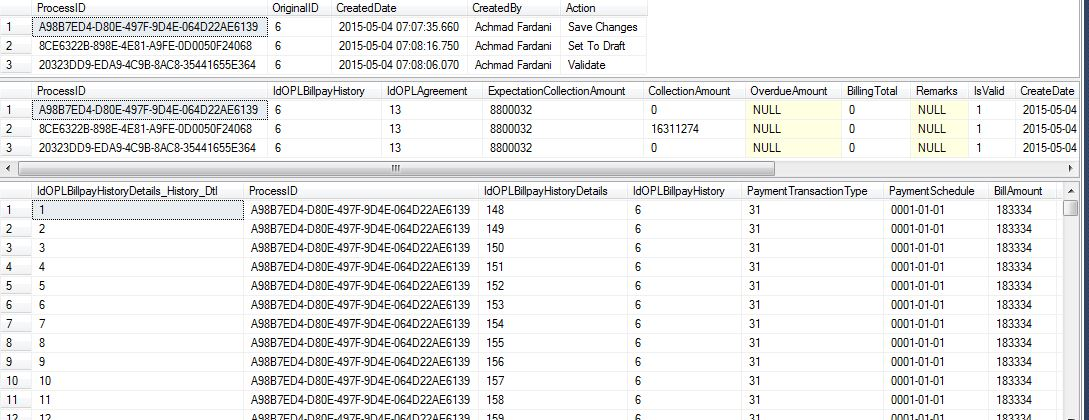 ProcessID OriginalID CreatedDate CreatedBy Action
1 A98B7ED4-D80E-497F-9D4E-064D22AE6139 6 2015-05-04 07:07:35.660 Achmad Fardani Save Changes
2 8CE6322B-898E-4E81-A9FE-0D0050F24068 6 2015-05-04 07:08:16.750 Achmad Fardani Set To Draft
3 20323DD9-EDA9-4C9B-8AC8-35441655E364 6 2015-05-04 07:08:06.070 Achmad Fardani Validate
ProcessID IdOPLBillpayHistory IdOPLAgreement ExpectationCollectionAmount CollectionAmount OverdueAmount BillingTotal Remarks IsValid CreateDate
1 A98B7ED4-D80E-497F-9D4E-064D22AE6139 6 13 8800032 0 NULL 0 NULL 1 2015-05-04
2 8CE6322B-898E-4E81-A9FE-0D0050F24068 6 13 8800032 16311274 NULL 0 NULL 1 2015-05-04
3 20323DD9-EDA9-4C9B-8AC8-35441655E364 6 13 8800032 0 NULL 0 NULL 1 2015-05-04
IdOPLBillpayHistoryDetails_History_Dtl ProcessID IdOPLBillpayHistoryDetails IdOPLBillpayHistory PaymentTransactionType PaymentSchedule BillAmount
1 1 A98B7ED4-D80E-497F-9D4E-064D22AE6139 148 6 31 0001-01-01 183334
2 2 A98B7ED4-D80E-497F-9D4E-064D22AE6139 149 6 31 0001-01-01 183334
3 3 A98B7ED4-D80E-497F-9D4E-064D22AE6139 150 6 31 0001-01-01 183334
4 4 A98B7ED4-D80E-497F-9D4E-064D22AE6139 151 6 31 0001-01-01 183334
5 5 A98B7ED4-D80E-497F-9D4E-064D22AE6139 152 6 31 0001-01-01 183334
6 6 A98B7ED4-D80E-497F-9D4E-064D22AE6139 153 6 31 0001-01-01 183334
7 7 A98B7ED4-D80E-497F-9D4E-064D22AE6139 154 6 31 0001-01-01 183334
8 8 A98B7ED4-D80E-497F-9D4E-064D22AE6139 155 6 31 0001-01-01 183334
9 9 A98B7ED4-D80E-497F-9D4E-064D22AE6139 156 6 31 0001-01-01 183334
10 10 A98B7ED4-D80E-497F-9D4E-064D22AE6139 157 6 31 0001-01-01 183334
11 11 A98B7ED4-D80E-497F-9D4E-064D22AE6139 158 6 31 0001-01-01 183334
12 12 A98B7ED4-D80E-497F-9D4E-064D22AE6139 159 6 31 0001-01-01 183334